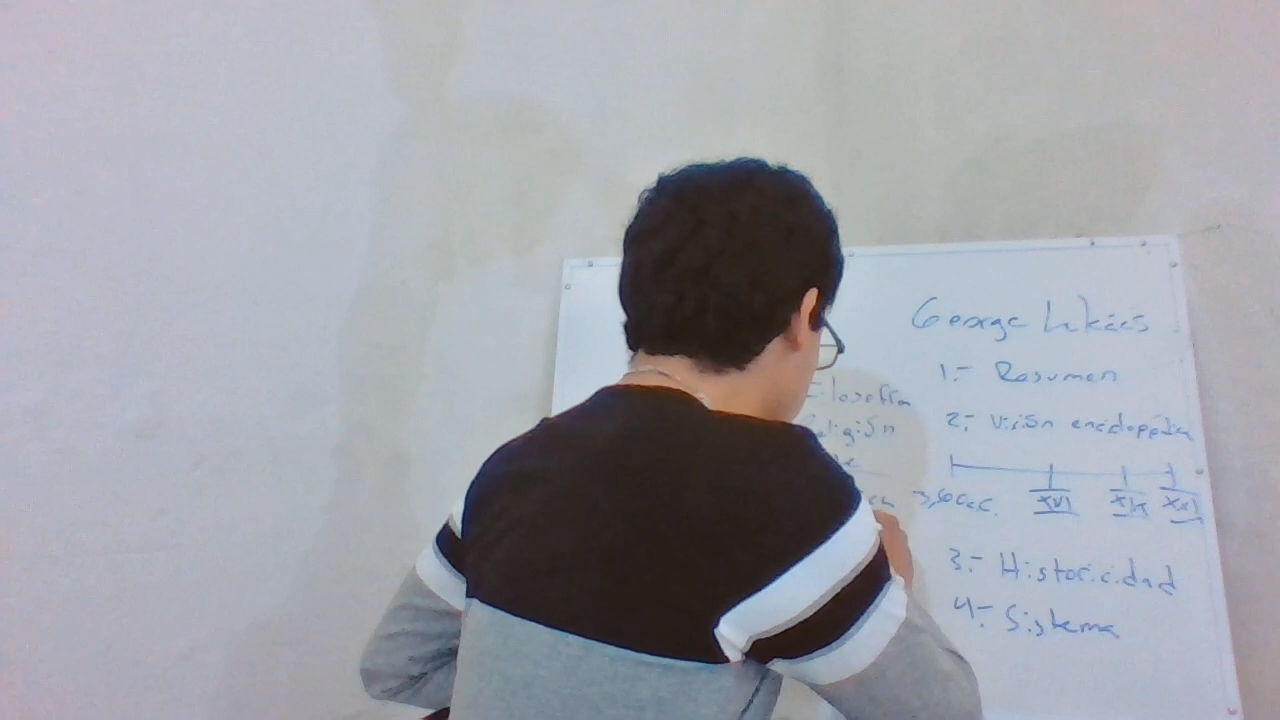 George Lukács
1.- Resumen
Filosofía
2.- Visión enciclopédica
Religión
XVI XIX XXI
3.- Historicidad
4.- Sistema